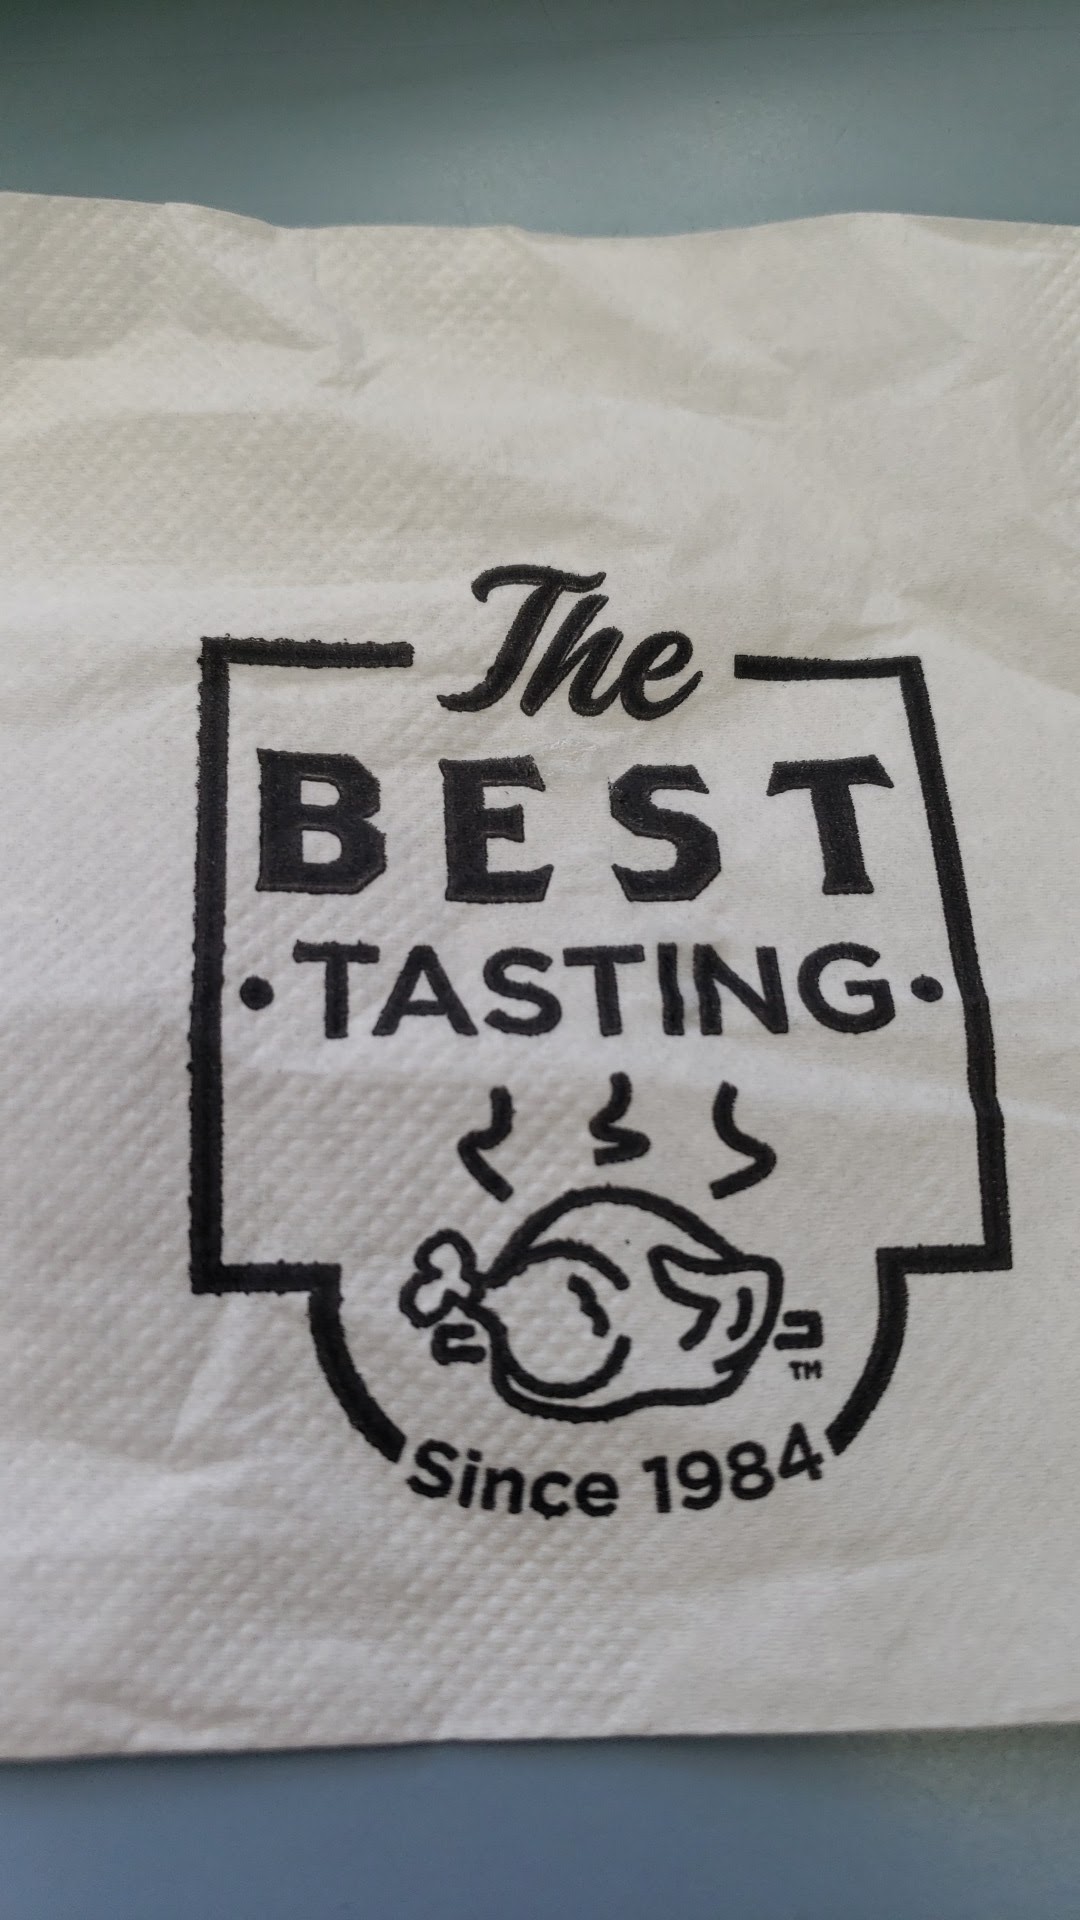 The
BEST
·TASTING·
TM
Since 1984